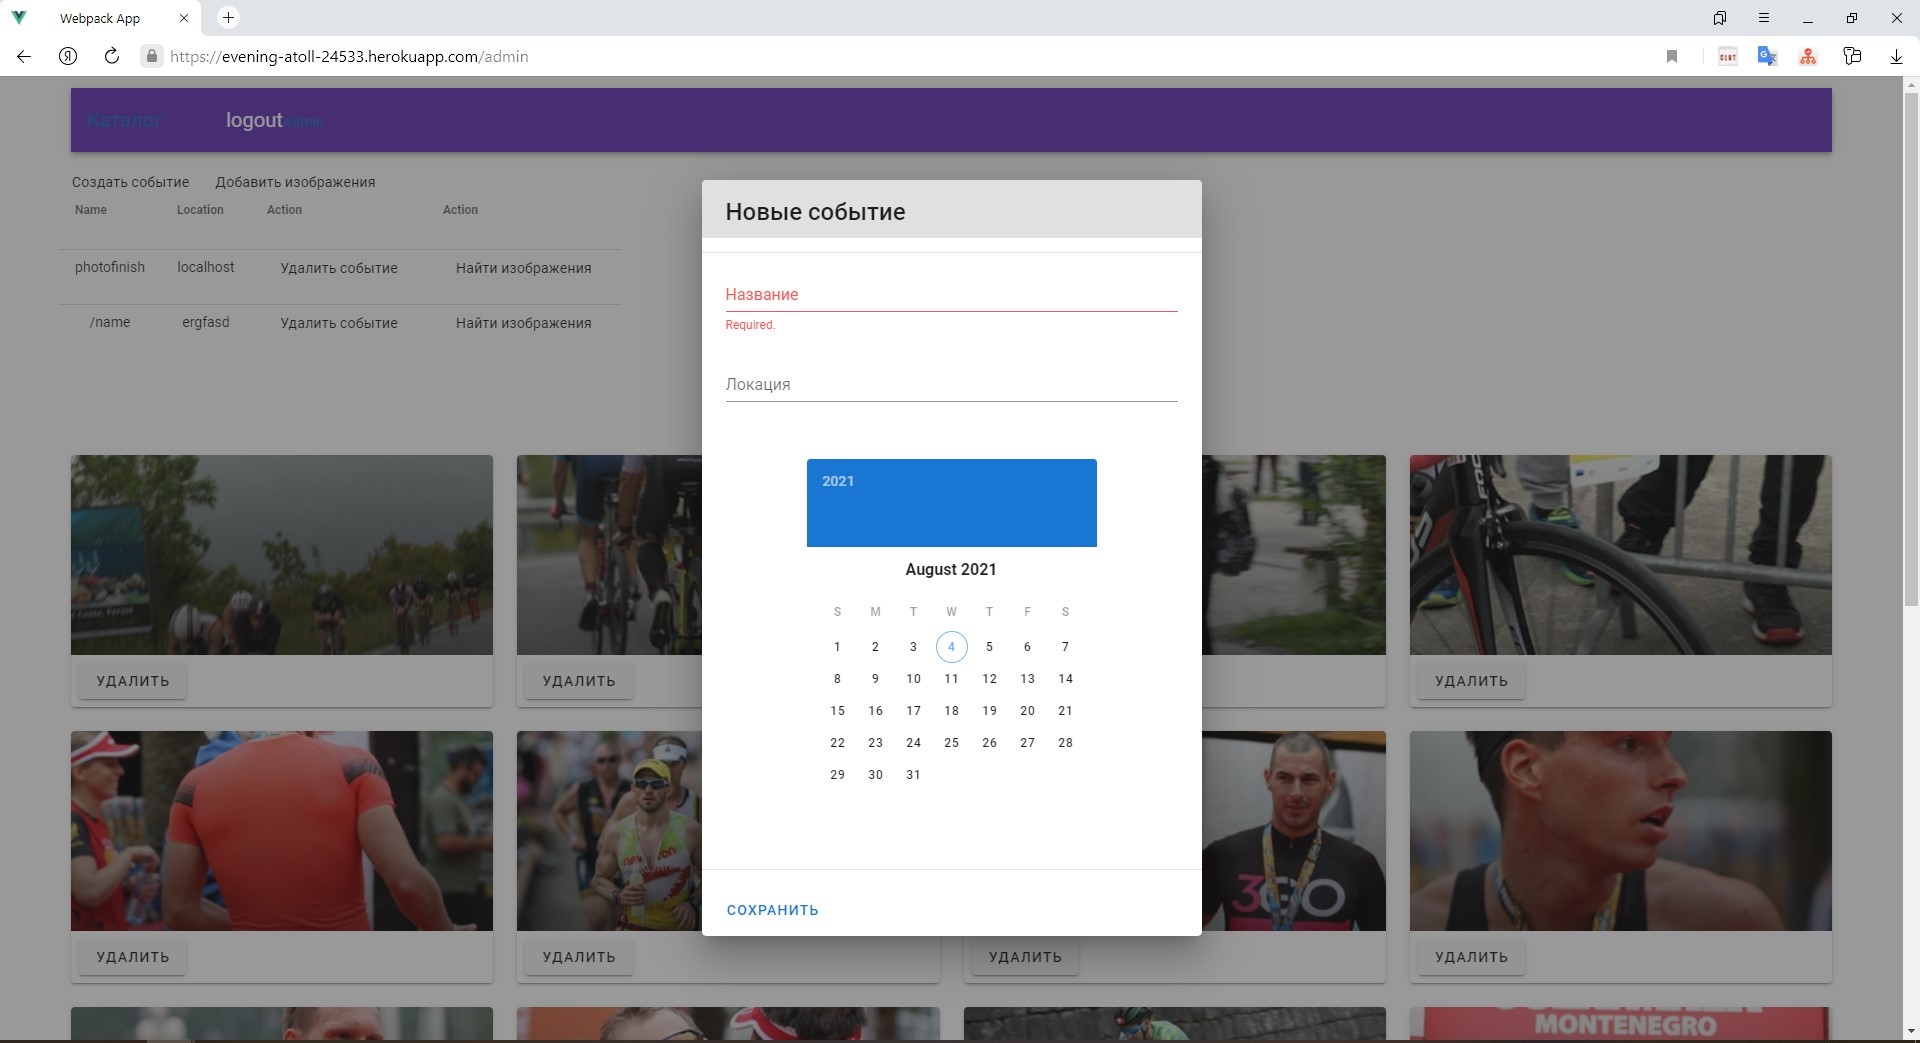 Webpack App
https://evening-atoll-24533.herokuapp.com/admin
CLDT
Каталог
logout
Admin
Создать событие
Добавить изображения
Name Location Action Action
photofinish localhost Удалить событие Найти изображения
/name ergfasd Удалить событие Найти изображения
Новые событие
Название
Required.
Локация
2021
August 2021
S M T W T F S
1 2 3 4 5 6 7
8 9 10 11 12 13 14
15 16 17 18 19 20 21
22 23 24 25 26 27 28
29 30 31
СОХРАНИТЬ
УДАЛИТЬ
УДАЛИТЬ
УДАЛИТЬ
УДАЛИТЬ
УДАЛИТЬ
УДАЛИТЬ
УДАЛИТЬ
MONTENEGRO